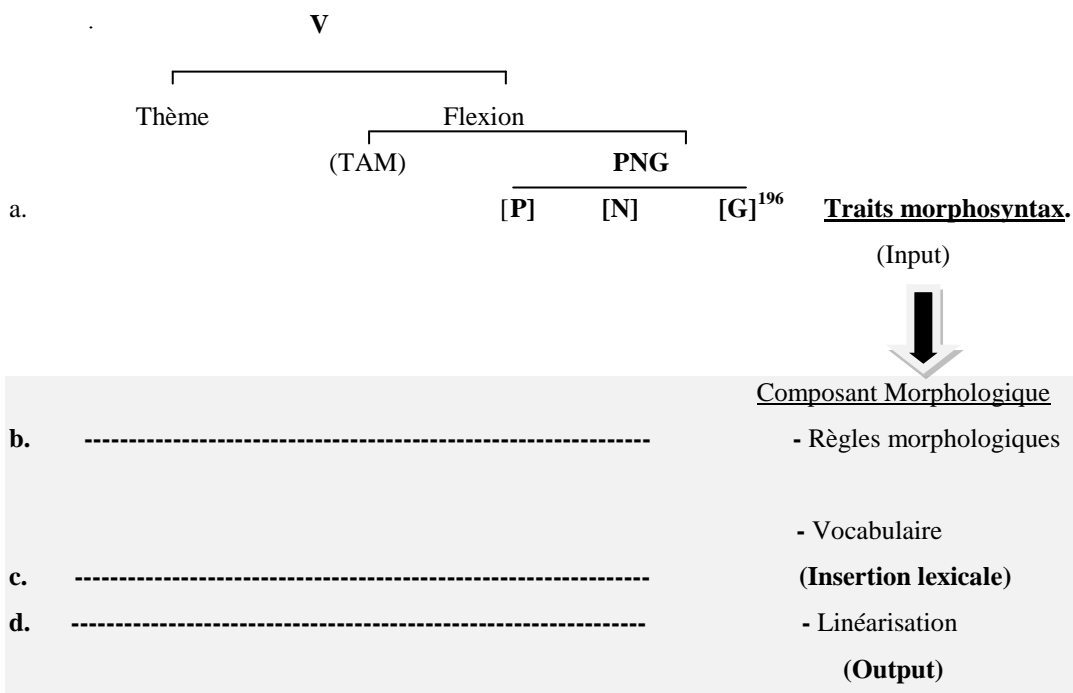 . V
Thème Flexion
(TAM) PNG
a. [P] [N] [G]196 Traits morphosyntax.
(Input)
Composant Morphologique
b. ---------------------------------------------------------------- - Règles morphologiques
- Vocabulaire
c. ----------------------------------------------------------------- (Insertion lexicale)
d. ----------------------------------------------------------------- - Linéarisation
(Output)